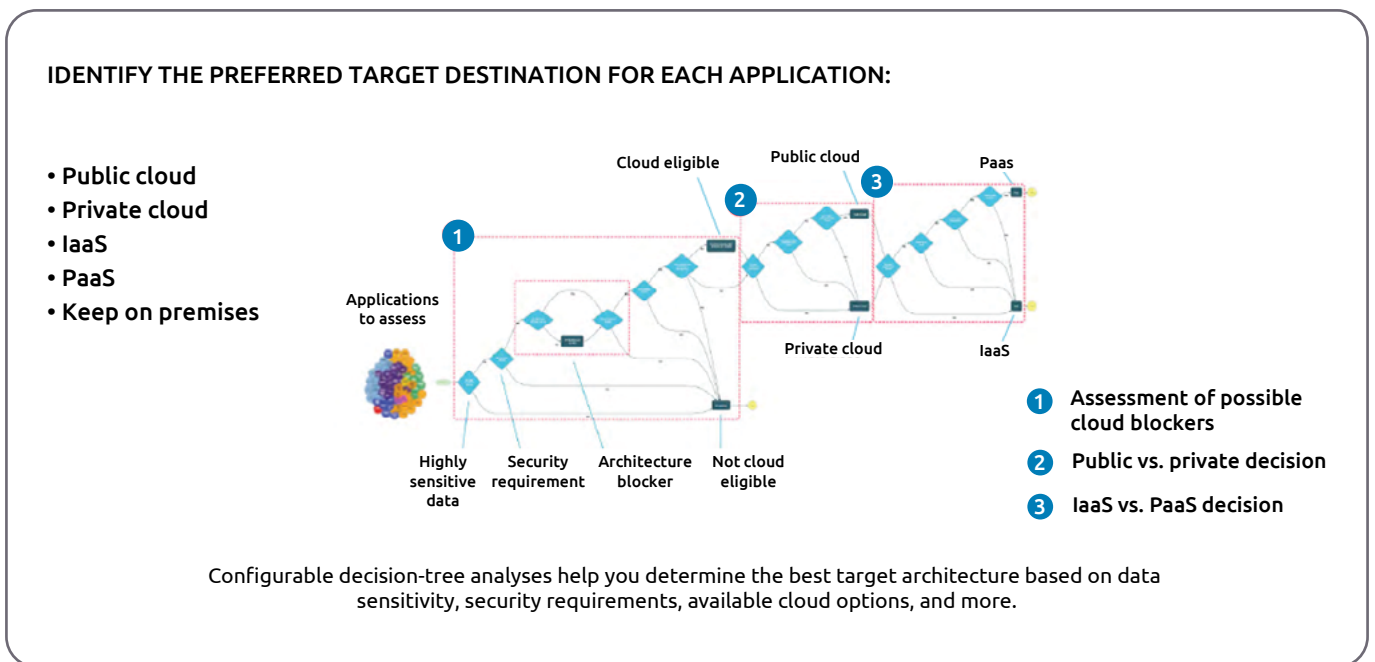 IDENTIFY THE PREFERRED TARGET DESTINATION FOR EACH APPLICATION:
• Public cloud
• Private cloud
• IaaS
• PaaS
• Keep on premises
Applications
to assess
1
Cloud eligible
2
Public cloud
3
Paas
Private cloud
IaaS
Highly
sensitive
data
Security
requirement
Architecture
blocker
Not cloud
eligible
1 Assessment of possible
cloud blockers
2 Public vs. private decision
3 IaaS vs. PaaS decision
Configurable decision-tree analyses help you determine the best target architecture based on data
sensitivity, security requirements, available cloud options, and more.